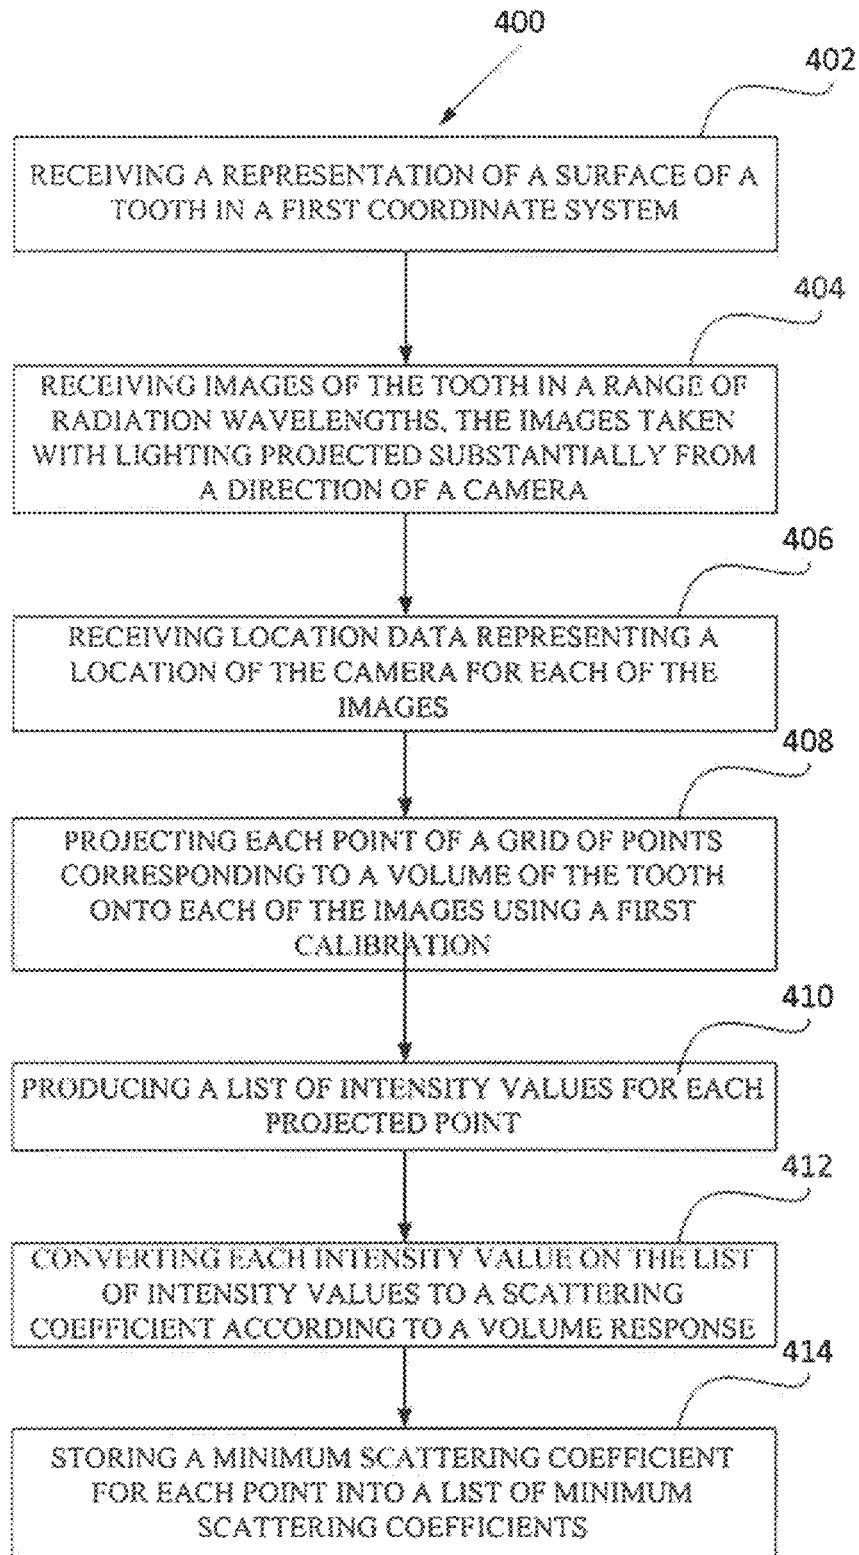 400
402
RECEIVING A REPRESENTATION OF A SURFACE OF A
TOOTH IN A FIRST COORDINATE SYSTEM
404
RECEIVING IMAGES OF THE TOOTH IN A RANGE OF
RADIATION WAVELENGTHS, THE IMAGES TAKEN
WITH LIGHTING PROJECTED SUBSTANTIALLY FROM
A DIRECTION OF A CAMERA
406
RECEIVING LOCATION DATA REPRESENTING A
LOCATION OF THE CAMERA FOR EACH OF THE
IMAGES
408
PROJECTING EACH POINT OF A GRID OF POINTS
CORRESPONDING TO A VOLUME OF THE TOOTH
ONTO EACH OF THE IMAGES USING A FIRST
CALIBRATION
410
PRODUCING A LIST OF INTENSITY VALUES FOR EACH
PROJECTED POINT
412
CONVERTING EACH INTENSITY VALUE ON THE LIST
OF INTENSITY VALUES TO A SCATTERING
COEFFICIENT ACCORDING TO A VOLUME RESPONSE
414
STORING A MINIMUM SCATTERING COEFFICIENT
FOR EACH POINT INTO A LIST OF MINIMUM
SCATTERING COEFFICIENTS